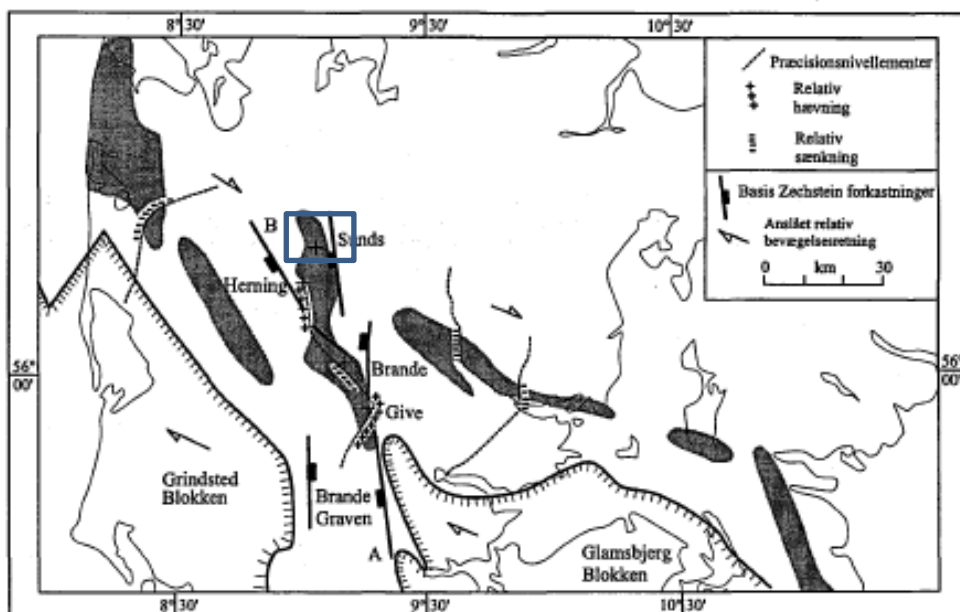 8°30'
9°30'
10°30'
Præcisionsnivellementer
Relativ
hævning
Relativ
sænkning
Basis Zechstein forkastninger
Anslået relativ
bevægelsesretning
0 km 30
B
Sunds
Herning
56°
00'
56°
00'
Brande
Give
Grindsted
Blokken
Brande
Graven
A
Glamsbjerg
Blokken
8°30'
9°30'
10°30'